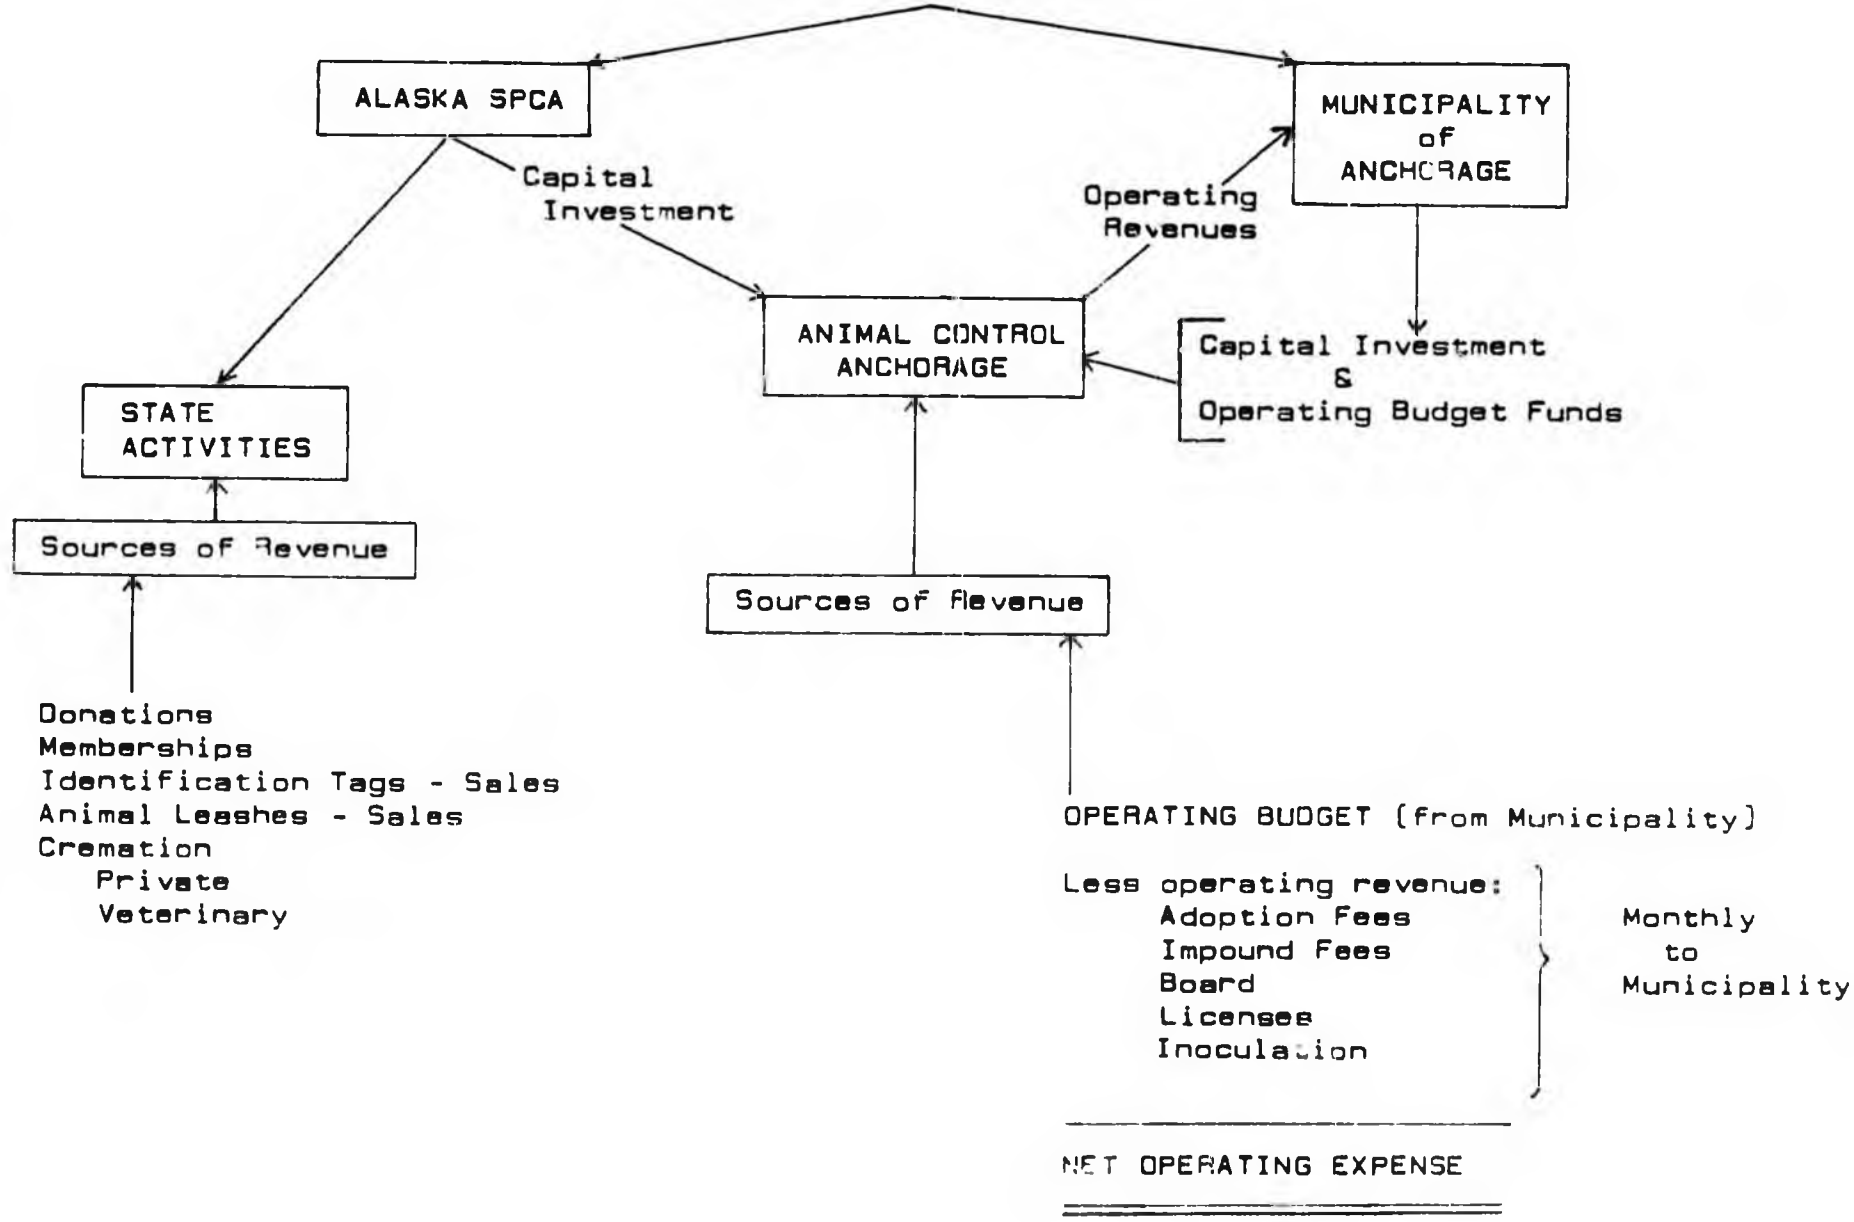 ALASKA SPCA
MUNICIPALITY
of
ANCHORAGE
Capital
Investment
Operating
Revenues
ANIMAL CONTROL
ANCHORAGE
Capital Investment
&
Operating Budget Funds
STATE
ACTIVITIES
Sources of Revenue
Sources of Revenue
Donations
Memberships
Identification Tags - Sales
Animal Leashes - Sales
Cremation
Private
Veterinary
OPERATING BUDGET (from Municipality)
Less operating revenue:
Adoption Fees
Impound Fees
Board
Licenses
Inoculation
Monthly
to
Municipality
NET OPERATING EXPENSE